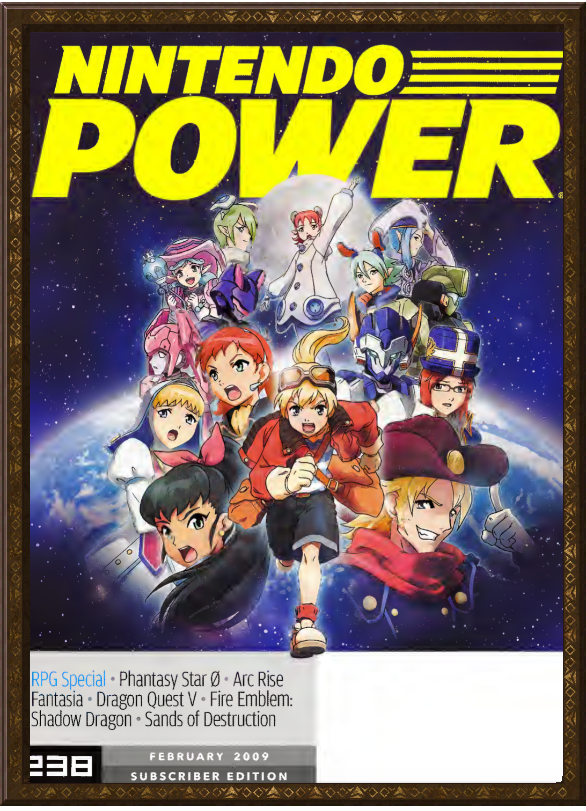 NINTENDO
POWER
RPG Special • Phantasy Star Ø • Arc Rise
Fantasia • Dragon Quest V • Fire Emblem:
Shadow Dragon • Sands of Destruction
238
FEBRUARY 2009
SUBSCRIBER EDITION